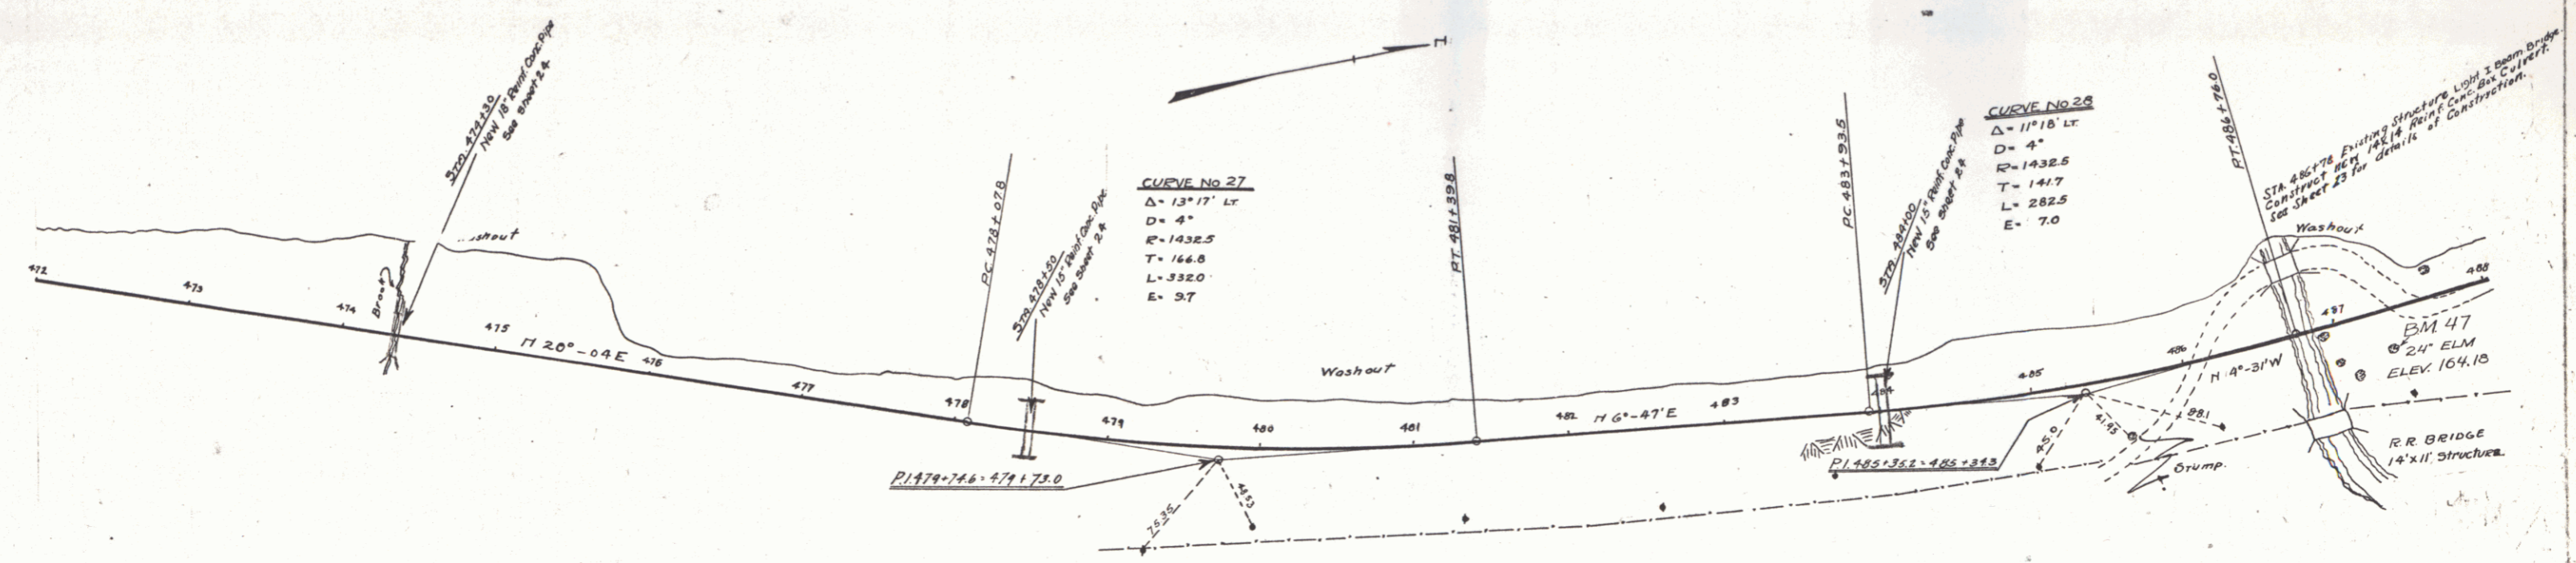 STA. 474+30
New 18" Reinf. Conc. Pipe
See Sheet 24
472
473
474
Brook
475
N 20°-04 E
476
477
478
P.C. 478+07.8
STA. 478+50
New 15" Reinf. Conc. Pipe
See Sheet 24
N
CURVE No 27
Δ = 13° 17' LT
D = 4°
R = 1432.5
T = 166.8
L = 332.0
E = 9.7
479
480
481
P.I. 479+74.6 = 479+73.0
75.35
48.53
Washout
P.T. 481+39.8
482
N 6°-47' E
483
P.C. 483+93.5
STA. 484+00
New 15" Reinf. Conc. Pipe
See Sheet 24
484
CURVE No 28
Δ = 11° 18' LT.
D = 4°
R = 1432.5
T = 141.7
L = 282.5
E = 7.0
485
P.I. 485+35.2 = 485+34.3
45.0
41.95
88.1
Stump.
486
N 4°-31' W
P.T. 486+76.0
STA. 486+78 Existing Structure Light I Beam Bridge.
Construct new 14x14 Reinf. Conc. Box Culvert.
See Sheet 23 for details of Construction.
Washout
487
488
B.M. 47
24" ELM
ELEV. 164.18
R.R. BRIDGE
14'x11' Structure